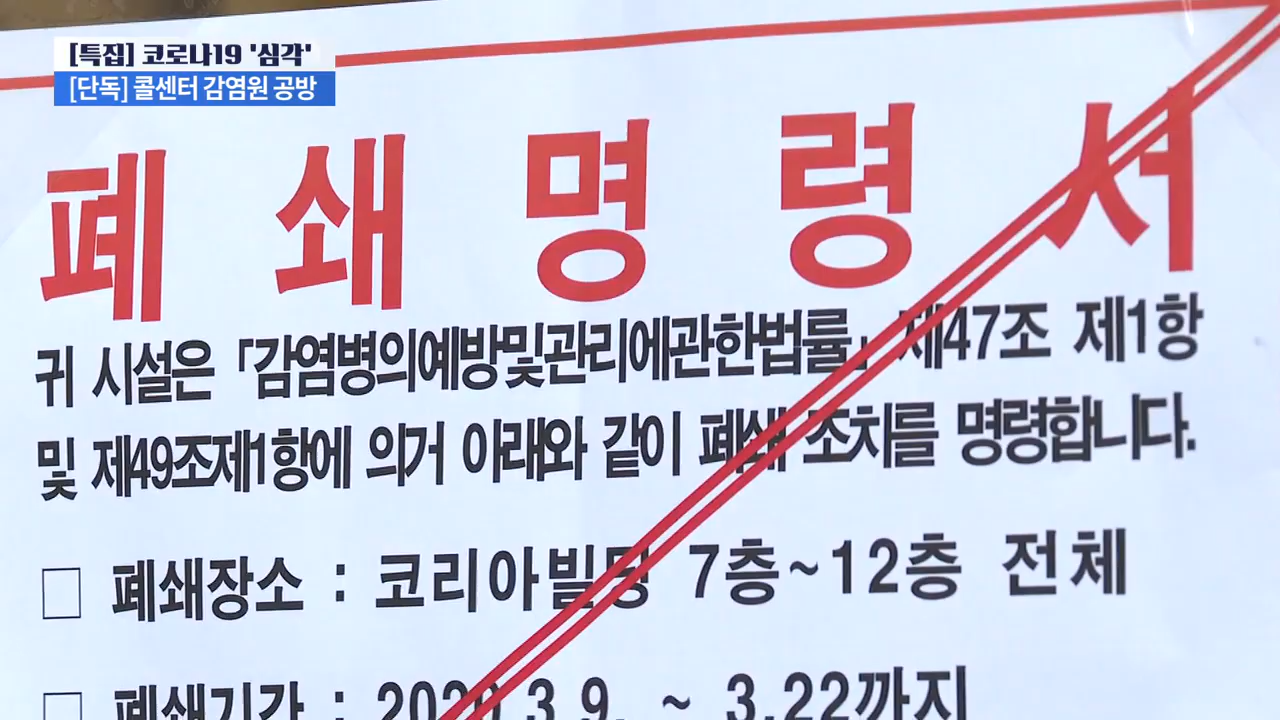 [특집] 코로나19 '심각'
[단독] 콜센터 감염원 공방
폐쇄명령서
귀 시설은 「감염병의예방및관리에관한법률」 제47조 제1항
및 제49조제1항에 의거 아래와 같이 폐쇄 조치를 명령합니다.
□ 폐쇄장소 : 코리아빌딩 7층~12층 전체
□ 폐쇄기간 : 2020.3.9. ~ 3.22까지